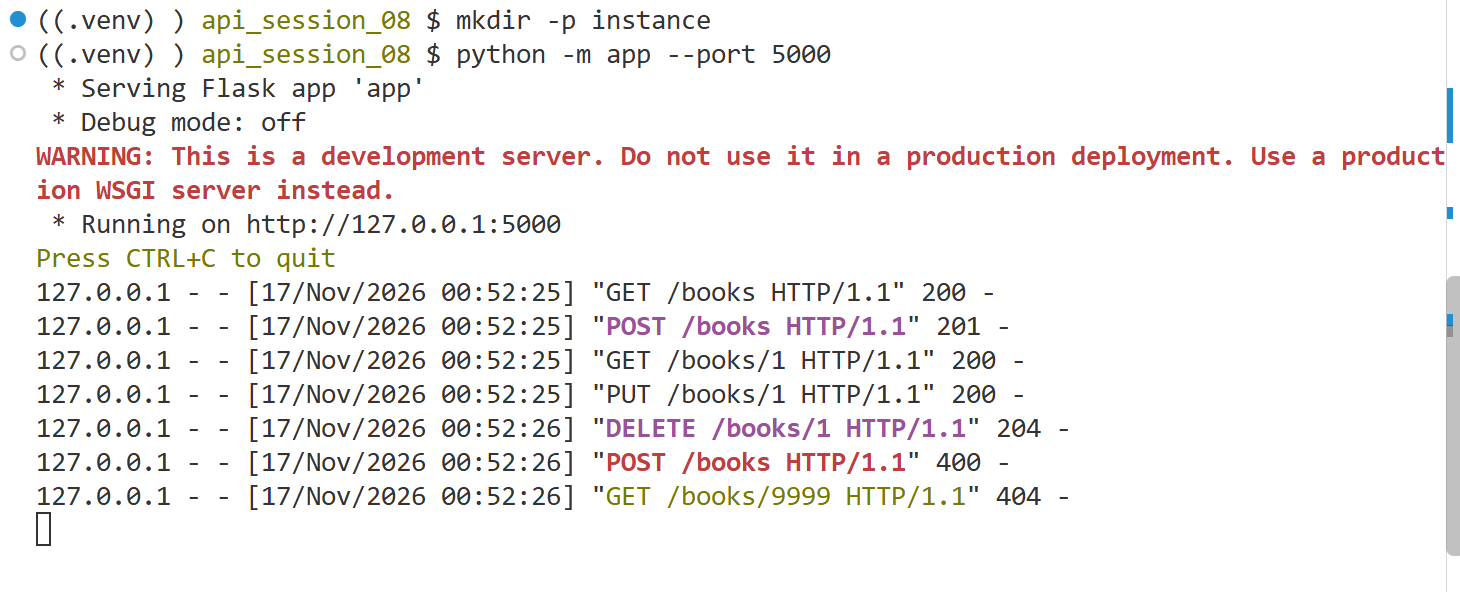 ((.venv) ) api_session_08 $ mkdir -p instance
((.venv) ) api_session_08 $ python -m app --port 5000
 * Serving Flask app 'app'
 * Debug mode: off
WARNING: This is a development server. Do not use it in a production deployment. Use a product
ion WSGI server instead.
 * Running on http://127.0.0.1:5000
Press CTRL+C to quit
127.0.0.1 - - [17/Nov/2026 00:52:25] "GET /books HTTP/1.1" 200 -
127.0.0.1 - - [17/Nov/2026 00:52:25] "POST /books HTTP/1.1" 201 -
127.0.0.1 - - [17/Nov/2026 00:52:25] "GET /books/1 HTTP/1.1" 200 -
127.0.0.1 - - [17/Nov/2026 00:52:25] "PUT /books/1 HTTP/1.1" 200 -
127.0.0.1 - - [17/Nov/2026 00:52:26] "DELETE /books/1 HTTP/1.1" 204 -
127.0.0.1 - - [17/Nov/2026 00:52:26] "POST /books HTTP/1.1" 400 -
127.0.0.1 - - [17/Nov/2026 00:52:26] "GET /books/9999 HTTP/1.1" 404 -